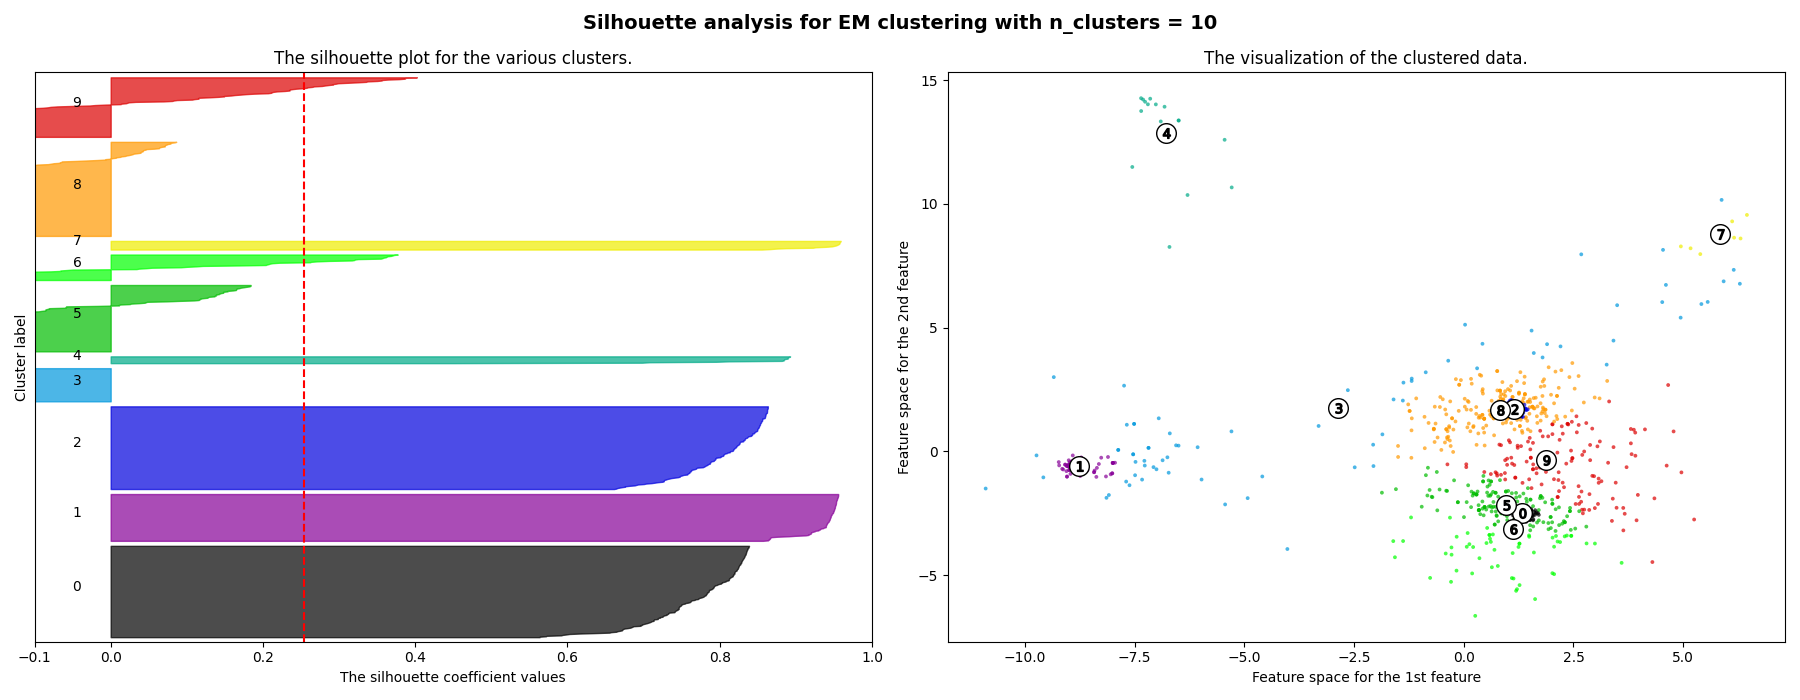 Silhouette analysis for EM clustering with n_clusters = 10
The silhouette plot for the various clusters.
Cluster label
9
8
7
6
5
4
3
2
1
0
−0.1 0.0 0.2 0.4 0.6 0.8 1.0
The silhouette coefficient values
The visualization of the clustered data.
Feature space for the 2nd feature
15
10
5
0
−5
4
7
3
8 2
1
9
5
0
6
−10.0 −7.5 −5.0 −2.5 0.0 2.5 5.0
Feature space for the 1st feature